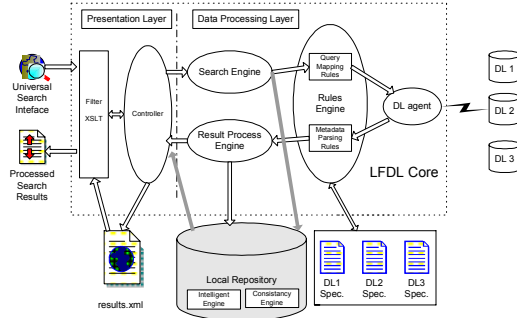 Presentation Layer
Data Processing Layer
Universal
Search
Inteface
Filter
XSLT
Controller
Search Engine
Query
Mapping
Rules
Rules
Engine
Metadata
Parsing
Rules
DL agent
DL 1
DL 2
DL 3
Result Process
Engine
LFDL Core
Processed
Search
Results
results.xml
Local Repository
Intelligent
Engine
Consistancy
Engine
DL1
Spec.
DL2
Spec.
DL3
Spec.